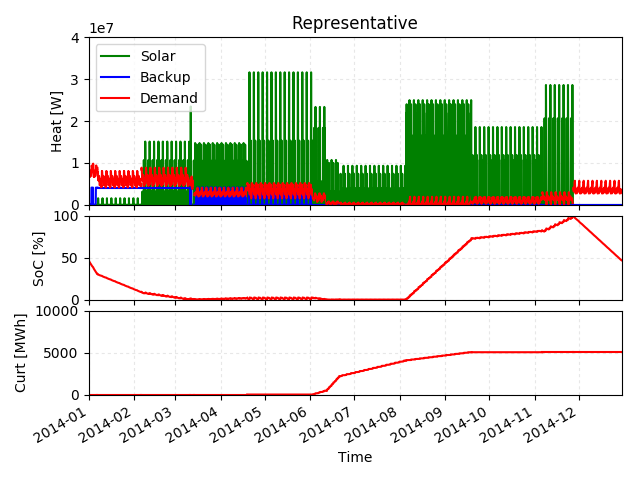 Representative
1e7
4
3
2
1
0
Heat [W]
Solar
Backup
Demand
100
50
0
SoC [%]
10000
5000
0
Curt [MWh]
2014-01
2014-02
2014-03
2014-04
2014-05
2014-06
2014-07
2014-08
2014-09
2014-10
2014-11
2014-12
Time